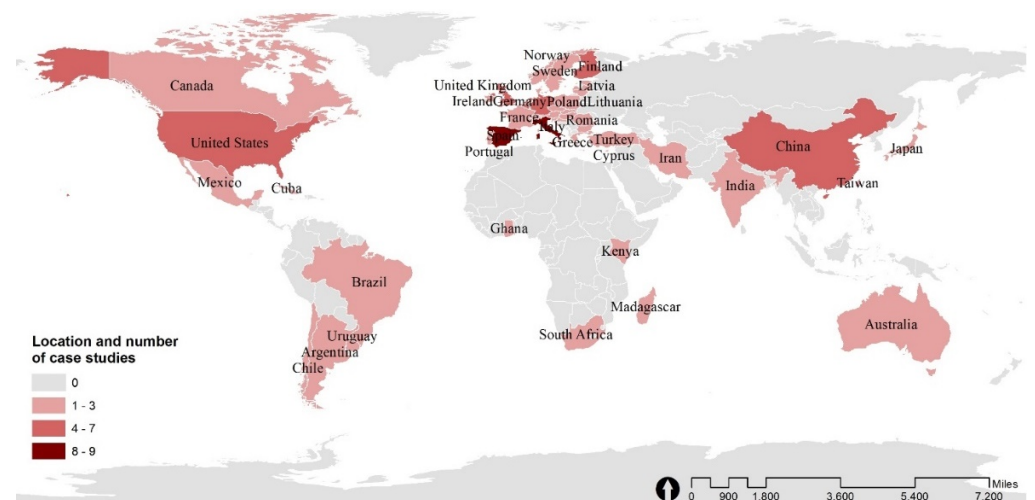 Norway
Sweden Finland
Canada
United Kingdom
Latvia
Ireland Germany Poland Lithuania
France
Romania
United States
Spain
Italy
Greece
Turkey
China
Portugal
Cyprus
Iran
Japan
Mexico
Cuba
India
Taiwan
Ghana
Kenya
Brazil
Madagascar
Uruguay
South Africa
Australia
Argentina
Chile
Location and number
of case studies
0
1 - 3
4 - 7
8 - 9
Miles
0 900 1.800 3.600 5.400 7.200